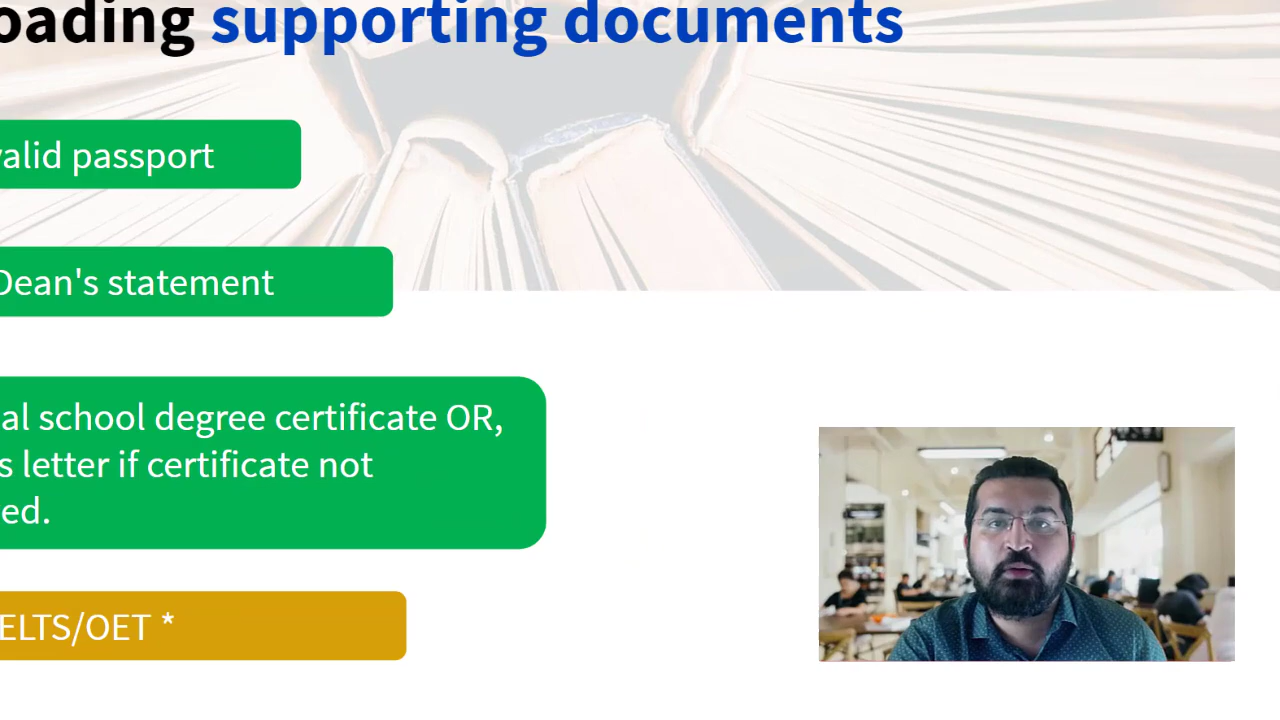 oading supporting documents
valid passport
Dean's statement
al school degree certificate OR,
s letter if certificate not
ed.
ELTS/OET *